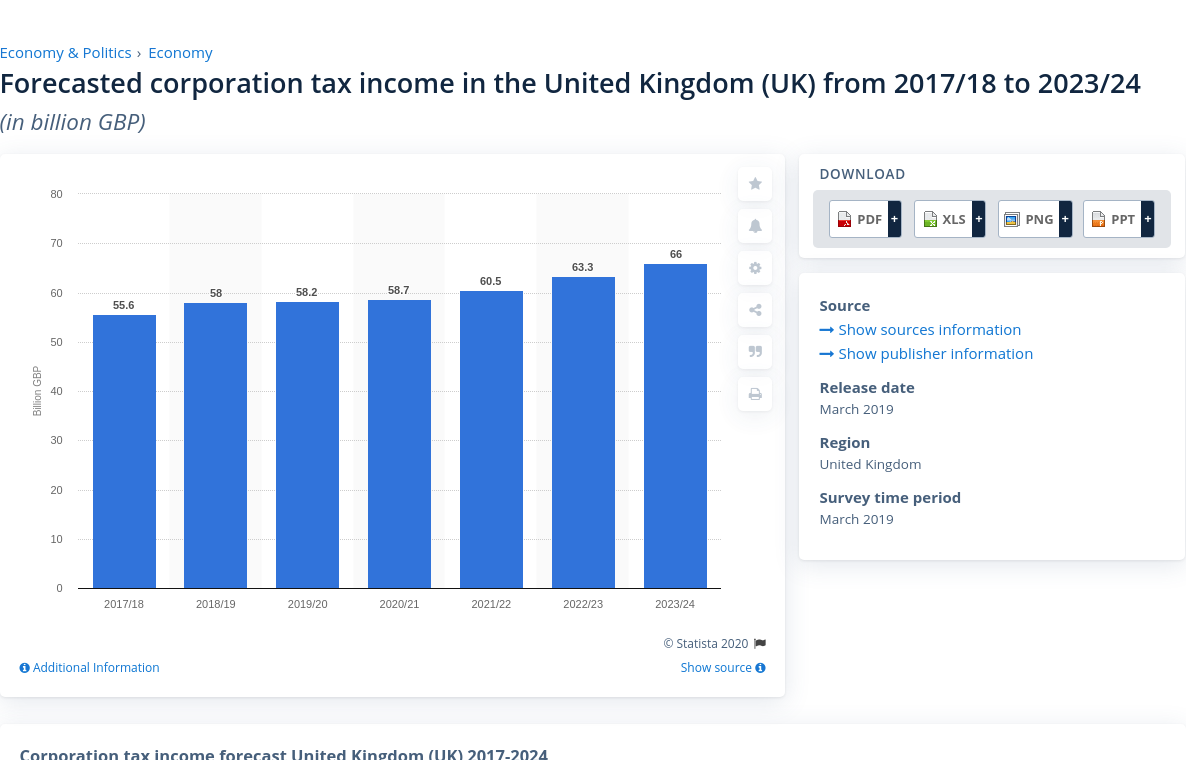 Economy & Politics › Economy
Forecasted corporation tax income in the United Kingdom (UK) from 2017/18 to 2023/24
(in billion GBP)
80
70
60
50
40
30
20
10
0
Billion GBP
55.6
58
58.2
58.7
60.5
63.3
66
2017/18
2018/19
2019/20
2020/21
2021/22
2022/23
2023/24
© Statista 2020
Additional Information
Show source
DOWNLOAD
PDF + XLS + PNG + PPT +
Source
Show sources information
Show publisher information
Release date
March 2019
Region
United Kingdom
Survey time period
March 2019
Corporation tax income forecast United Kingdom (UK) 2017-2024